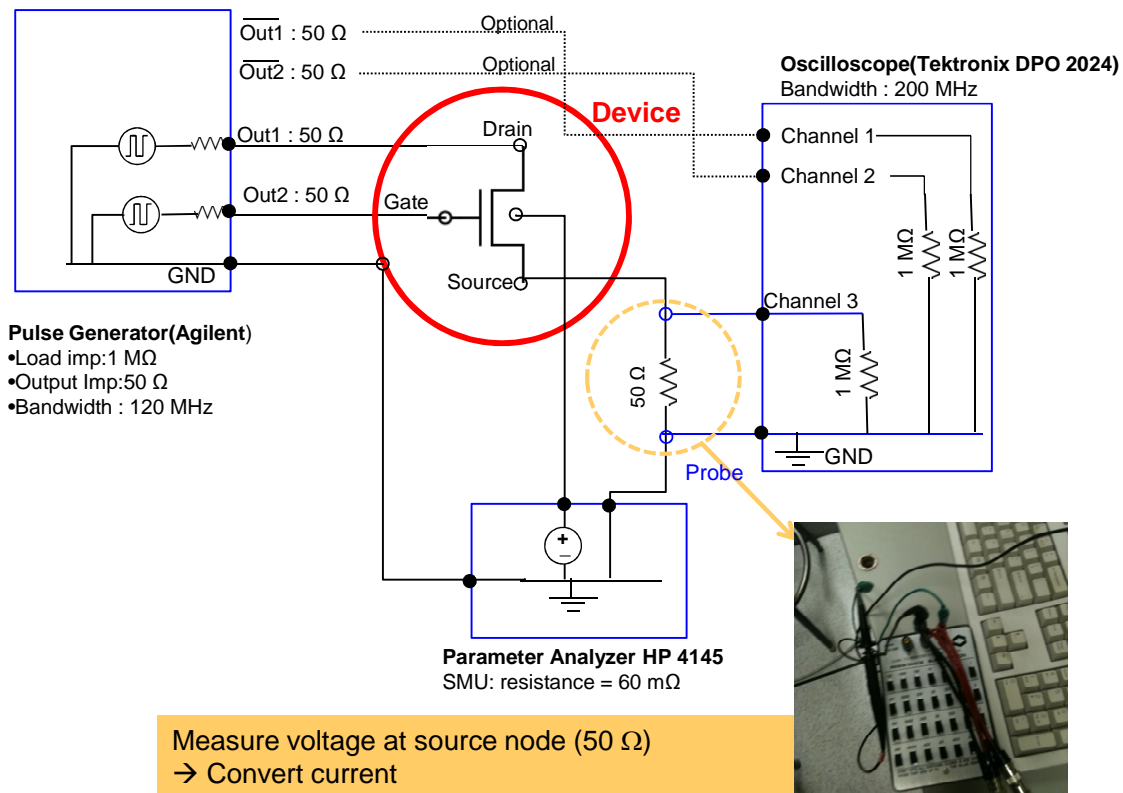 Out1 : 50 Ω
Optional
Out2 : 50 Ω
Optional
Oscilloscope(Tektronix DPO 2024)
Bandwidth : 200 MHz
Device
Out1 : 50 Ω
Drain
Channel 1
Channel 2
Out2 : 50 Ω
Gate
1 MΩ
1 MΩ
GND
Source
Channel 3
Pulse Generator(Agilent)
•Load imp:1 MΩ
•Output Imp:50 Ω
•Bandwidth : 120 MHz
50 Ω
1 MΩ
GND
Probe
+
−
Parameter Analyzer HP 4145
SMU: resistance = 60 mΩ
Measure voltage at source node (50 Ω)
→ Convert current